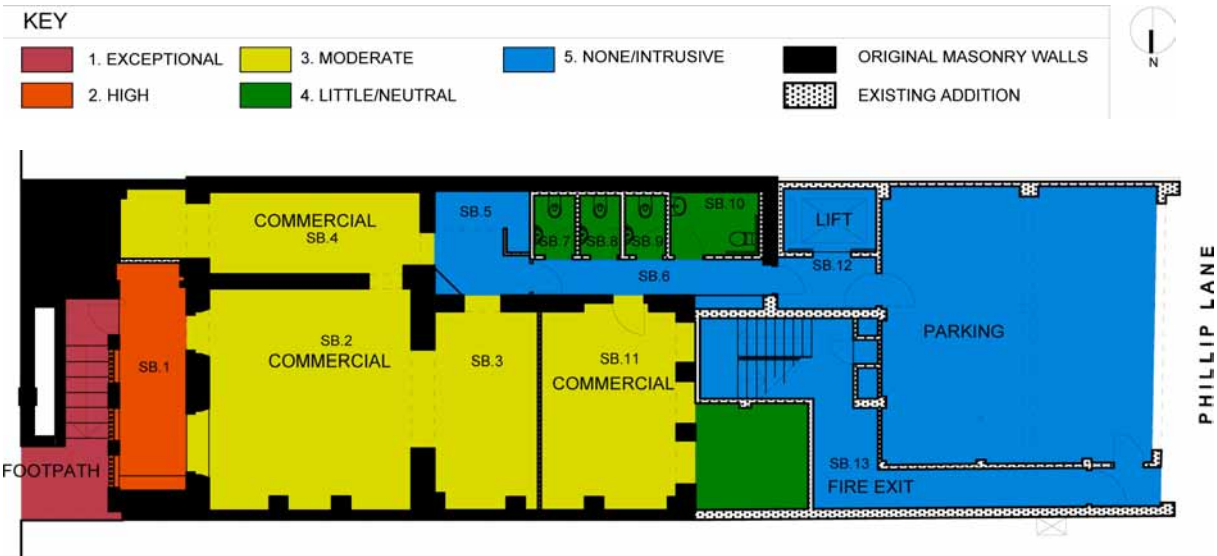 KEY
1. EXCEPTIONAL
3. MODERATE
5. NONE/INTRUSIVE
ORIGINAL MASONRY WALLS
2. HIGH
4. LITTLE/NEUTRAL
EXISTING ADDITION
N
COMMERCIAL
SB.4
SB.5
SB.7
SB.8
SB.9
SB.10
LIFT
SB.6
SB.12
SB.1
SB.2
COMMERCIAL
SB.3
SB.11
COMMERCIAL
PARKING
PHILLIP LANE
FOOTPATH
SB.13
FIRE EXIT